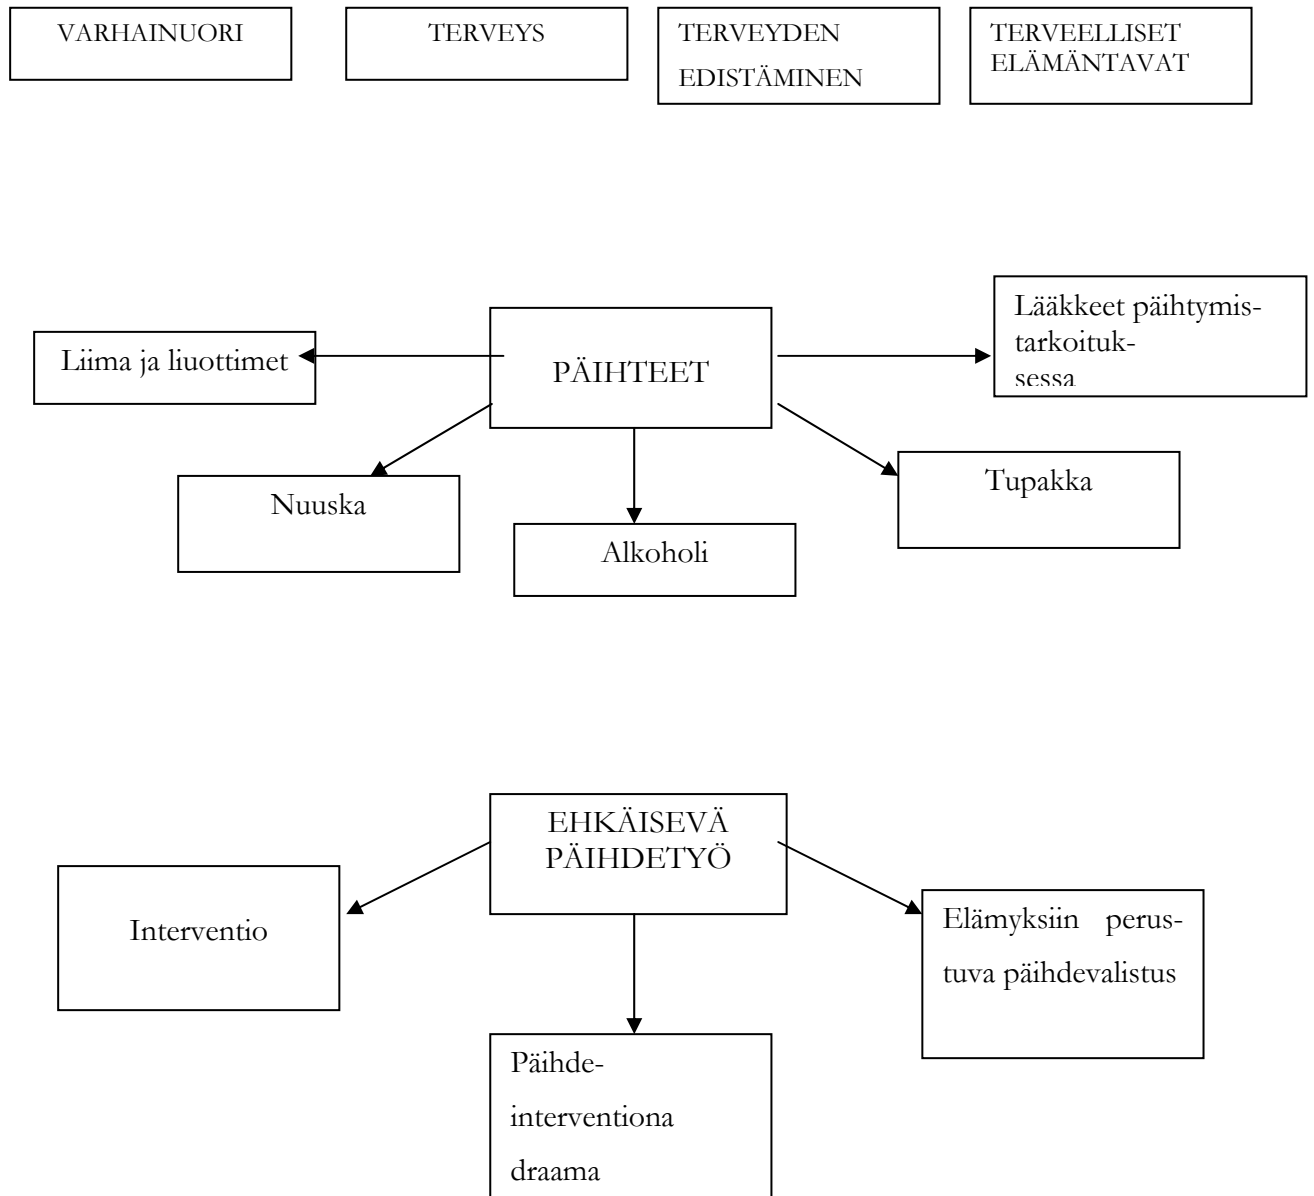 VARHAINUORI
TERVEYS
TERVEYDEN
EDISTÄMINEN
TERVEELLISET
ELÄMÄNTAVAT
Liima ja liuottimet
PÄIHTEET
Lääkkeet päihtymis-
tarkoituk-
sessa
Nuuska
Alkoholi
Tupakka
EHKÄISEVÄ
PÄIHDETYÖ
Interventio
Elämyksiin perus-
tuva päihdevalistus
Päihde-
interventiona
draama